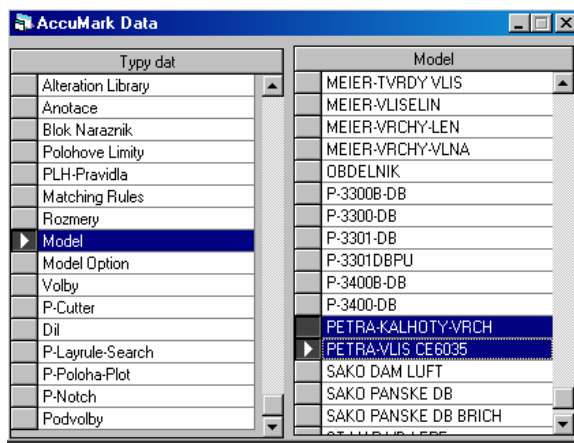 AccuMark Data
Typy dat
Alteration Library
Anotace
Blok Naraznik
Polohove Limity
PLH-Pravidla
Matching Rules
Rozmery
Model
Model Option
Volby
P-Cutter
Dil
P-Layrule-Search
P-Poloha-Plot
P-Notch
Podvolby
Model
MEIER-TVRDY VLIS
MEIER-VLISELIN
MEIER-VRCHY-LEN
MEIER-VRCHY-VLNA
OBDELNIK
P-3300B-DB
P-3300-DB
P-3301-DB
P-3301DBPU
P-3400B-DB
P-3400-DB
PETRA-KALHOTY-VRCH
PETRA-VLIS CE6035
SAKO DAM LUFT
SAKO PANSKE DB
SAKO PANSKE DB BRICH